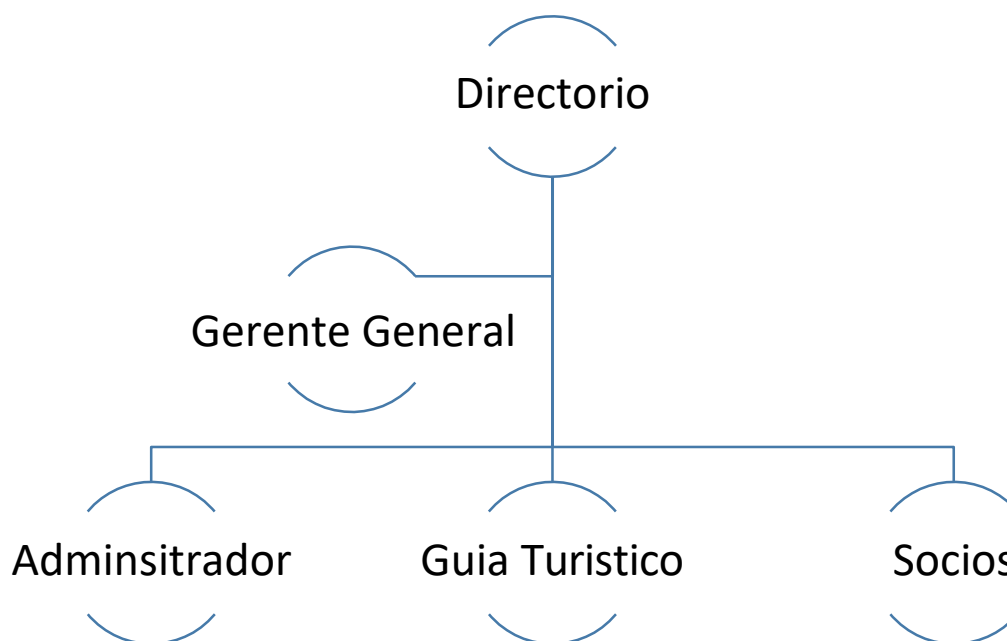 Directorio
Gerente General
Adminsitrador
Guia Turistico
Socios